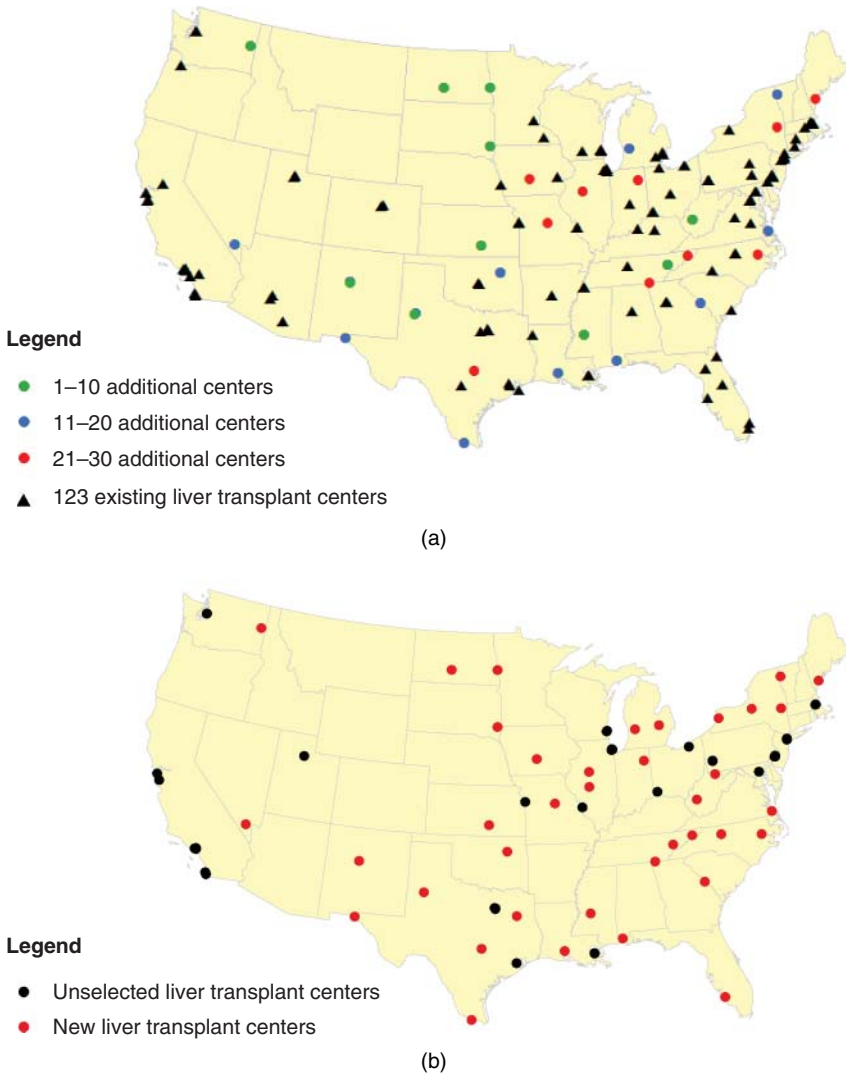 Legend
1–10 additional centers
11–20 additional centers
21–30 additional centers
123 existing liver transplant centers
(a)
Legend
Unselected liver transplant centers
New liver transplant centers
(b)